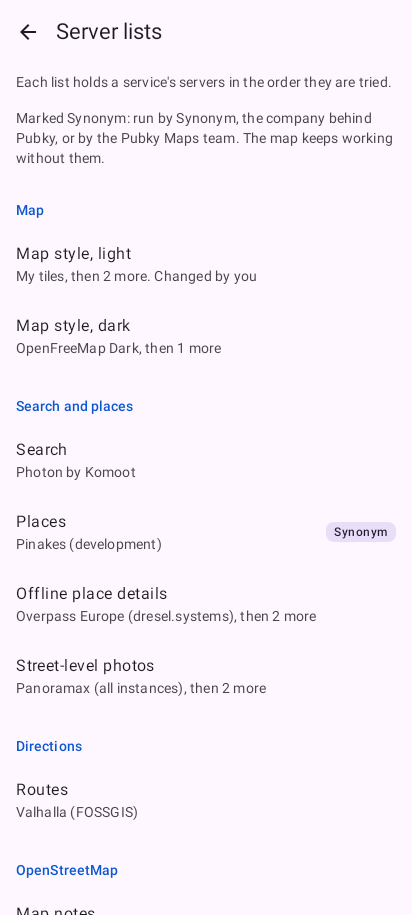 Server lists
Each list holds a service's servers in the order they are tried.
Marked Synonym: run by Synonym, the company behind
Pubky, or by the Pubky Maps team. The map keeps working
without them.
Map
Map style, light
My tiles, then 2 more. Changed by you
Map style, dark
OpenFreeMap Dark, then 1 more
Search and places
Search
Photon by Komoot
Places
Pinakes (development)
Synonym
Offline place details
Overpass Europe (dresel.systems), then 2 more
Street-level photos
Panoramax (all instances), then 2 more
Directions
Routes
Valhalla (FOSSGIS)
OpenStreetMap
Map notes